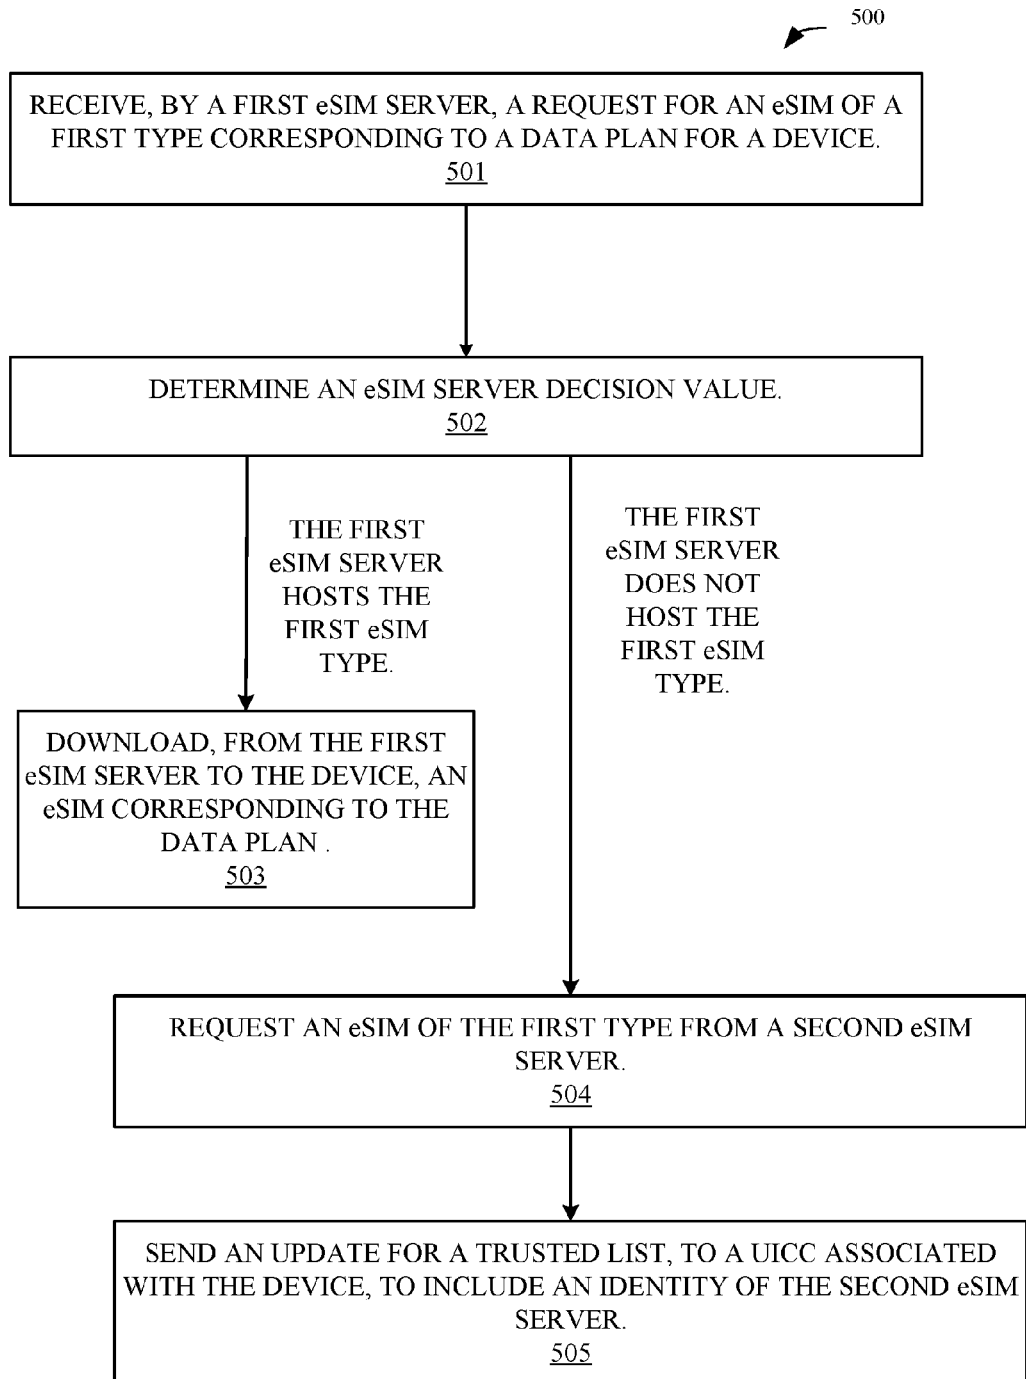 500
RECEIVE, BY A FIRST eSIM SERVER, A REQUEST FOR AN eSIM OF A
FIRST TYPE CORRESPONDING TO A DATA PLAN FOR A DEVICE.
501
DETERMINE AN eSIM SERVER DECISION VALUE.
502
THE FIRST
eSIM SERVER
HOSTS THE
FIRST eSIM
TYPE.
THE FIRST
eSIM SERVER
DOES NOT
HOST THE
FIRST eSIM
TYPE.
DOWNLOAD, FROM THE FIRST
eSIM SERVER TO THE DEVICE, AN
eSIM CORRESPONDING TO THE
DATA PLAN .
503
REQUEST AN eSIM OF THE FIRST TYPE FROM A SECOND eSIM
SERVER.
504
SEND AN UPDATE FOR A TRUSTED LIST, TO A UICC ASSOCIATED
WITH THE DEVICE, TO INCLUDE AN IDENTITY OF THE SECOND eSIM
SERVER.
505